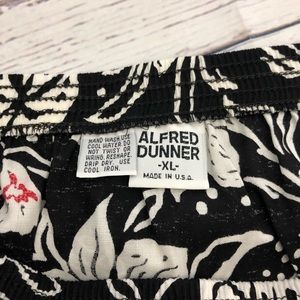 HAND WASH. USE
COOL WATER DO
NOT TWIST OR
WRING. RESHAPE.
DRIP DRY. USE
COOL IRON.
ALFRED
DUNNER
-XL-
MADE IN U.S.A.